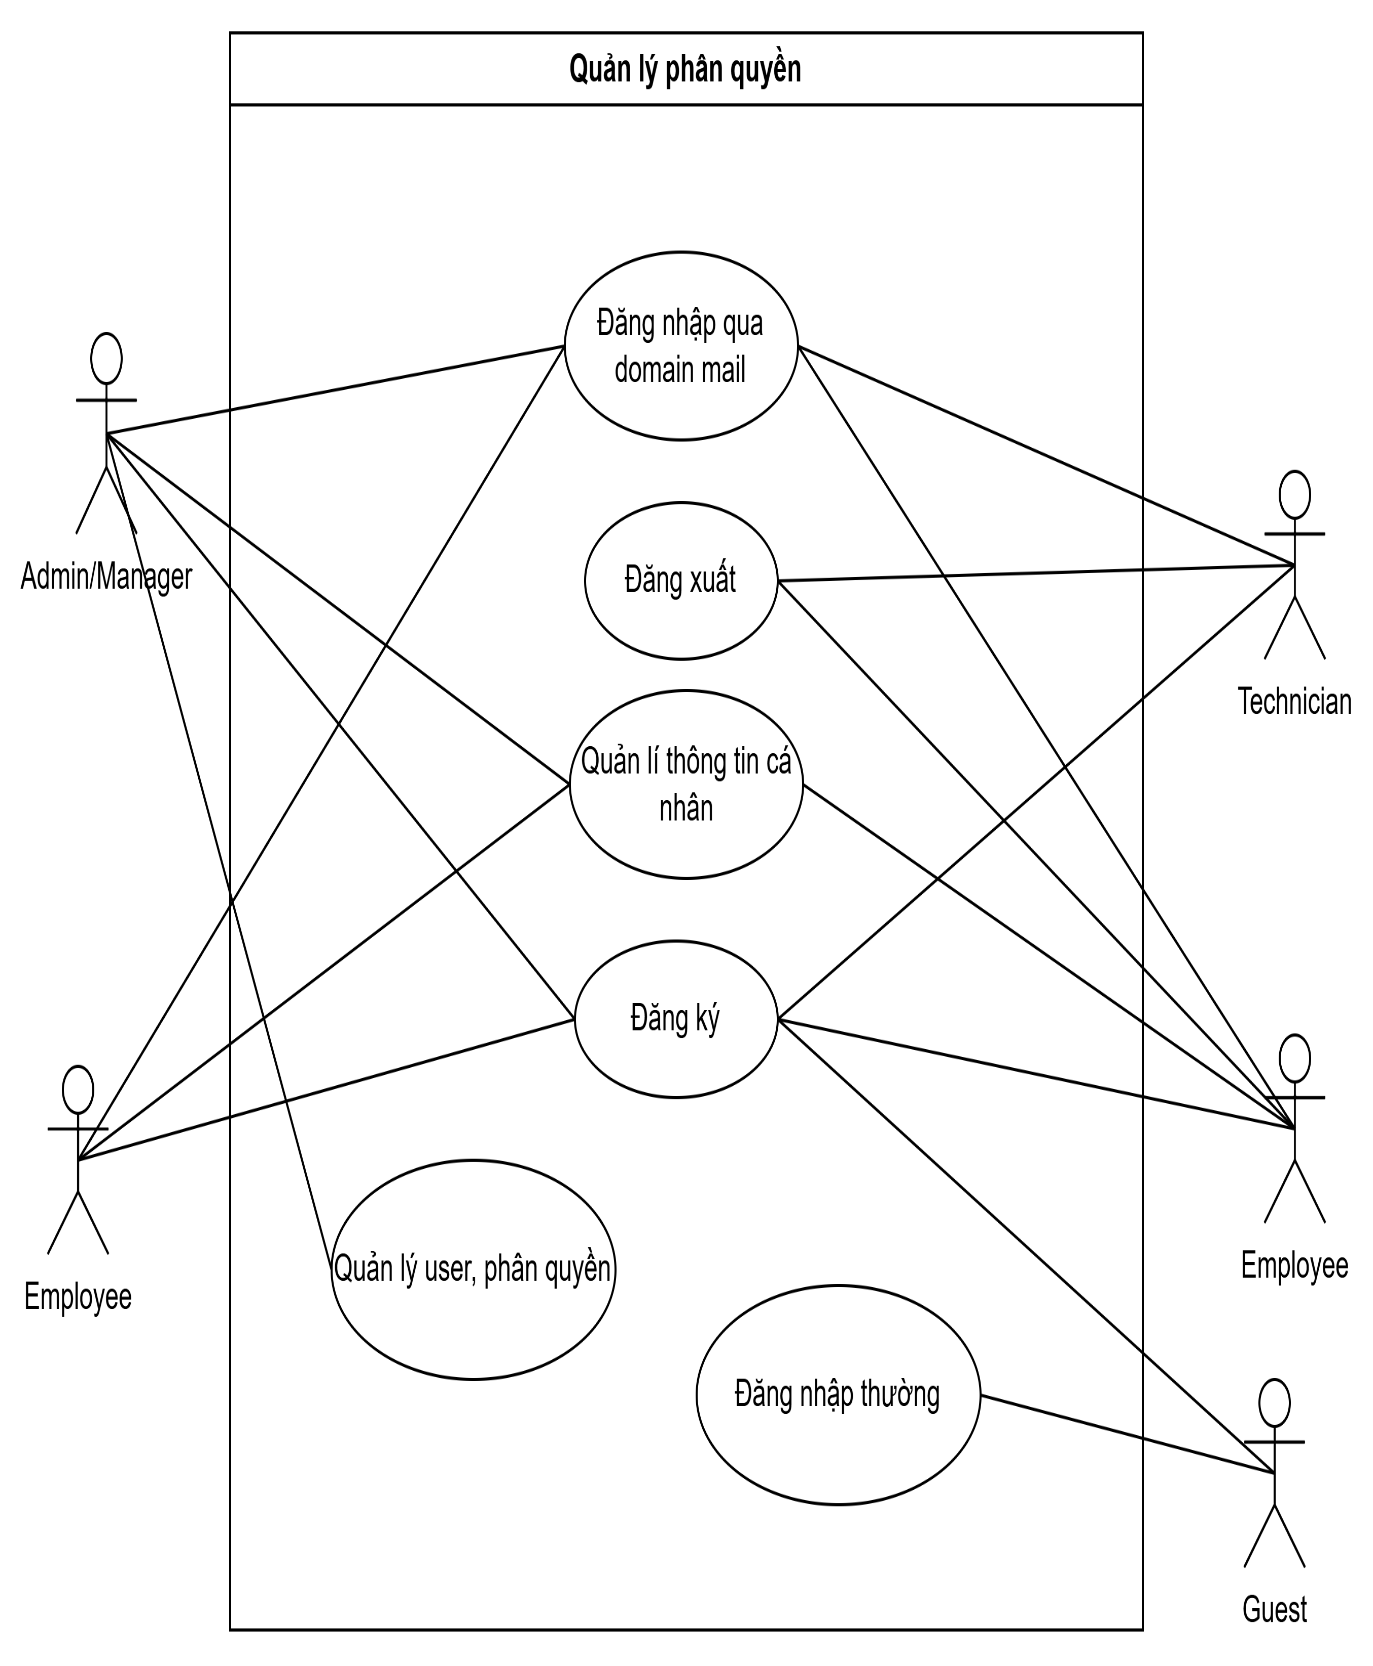 Quản lý phân quyền
Đăng nhập qua
domain mail
Đăng xuất
Admin/Manager
Technician
Quản lí thông tin cá
nhân
Đăng ký
Employee
Quản lý user, phân quyền
Employee
Đăng nhập thường
Guest